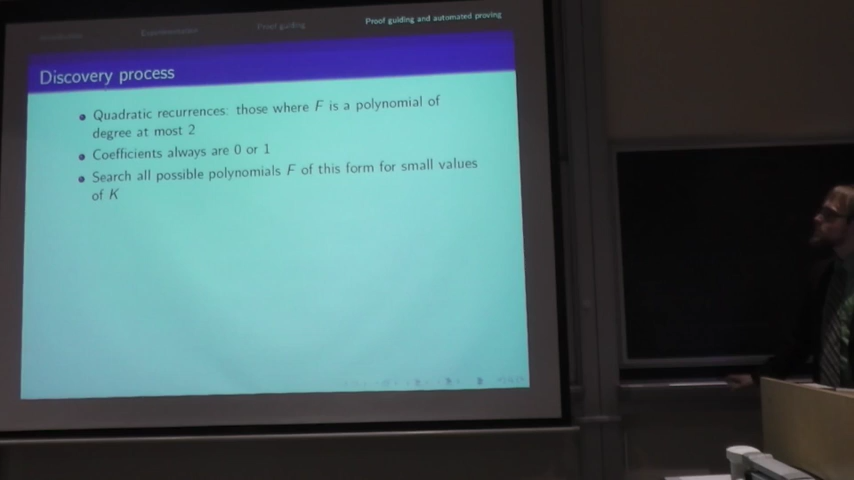 Experimentation
Proof guiding
Proof guiding and automated proving
Discovery process
Quadratic recurrences: those where F is a polynomial of
degree at most 2
Coefficients always are 0 or 1
Search all possible polynomials F of this form for small values
of K